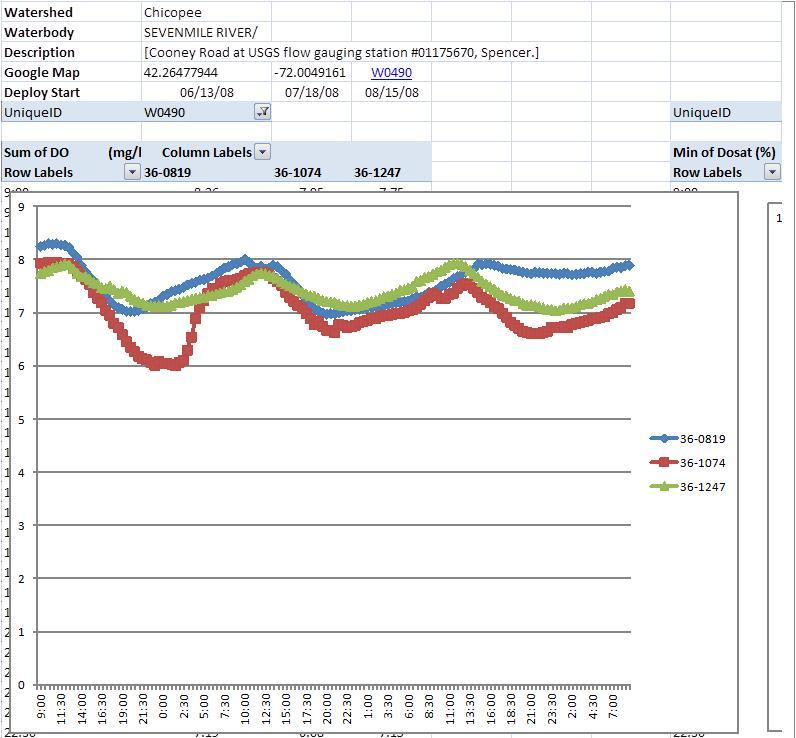 Watershed Chicopee
Waterbody SEVENMILE RIVER/
Description [Cooney Road at USGS flow gauging station #01175670, Spencer.]
Google Map 42.26477944 -72.0049161 W0490
Deploy Start 06/13/08 07/18/08 08/15/08
UniqueID W0490 UniqueID
Sum of DO (mg/l Column Labels Min of Dosat (%)
Row Labels 36-0819 36-1074 36-1247 Row Labels
9
8
7
6
5
4
3
2
1
0
36-0819
36-1074
36-1247
9:00 11:30 14:00 16:30 19:00 21:30 0:00 2:30 5:00 7:30 10:00 12:30 15:00 17:30 20:00 22:30 1:00 3:30 6:00 8:30 11:00 13:30 16:00 18:30 21:00 23:30 2:00 4:30 7:00
1